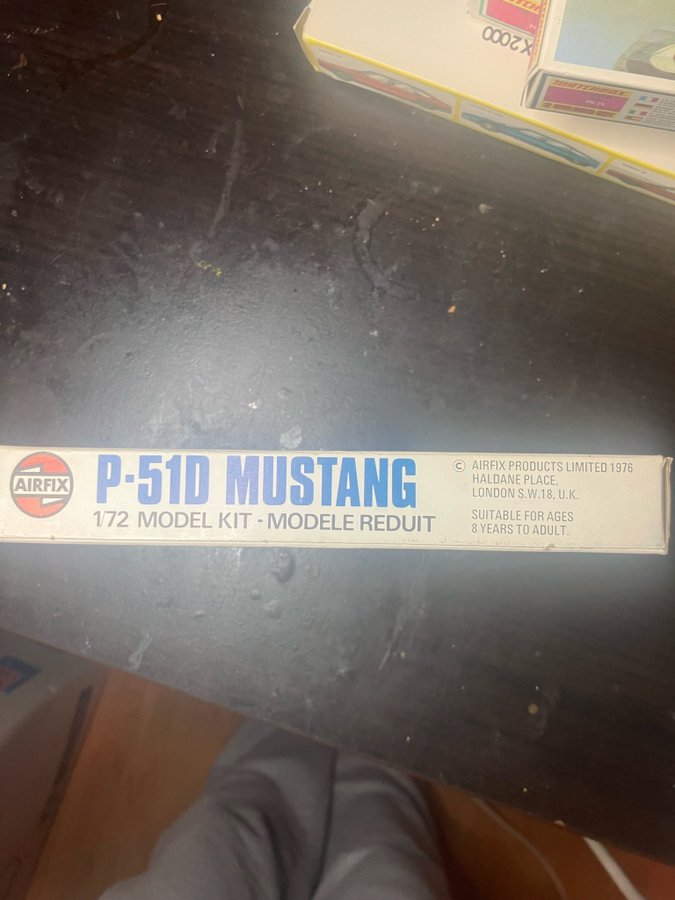 X2000
MATCHBOX
AIRFIX
P-51D MUSTANG
1/72 MODEL KIT - MODELE REDUIT
© AIRFIX PRODUCTS LIMITED 1976
HALDANE PLACE,
LONDON S.W.18, U.K.
SUITABLE FOR AGES
8 YEARS TO ADULT.